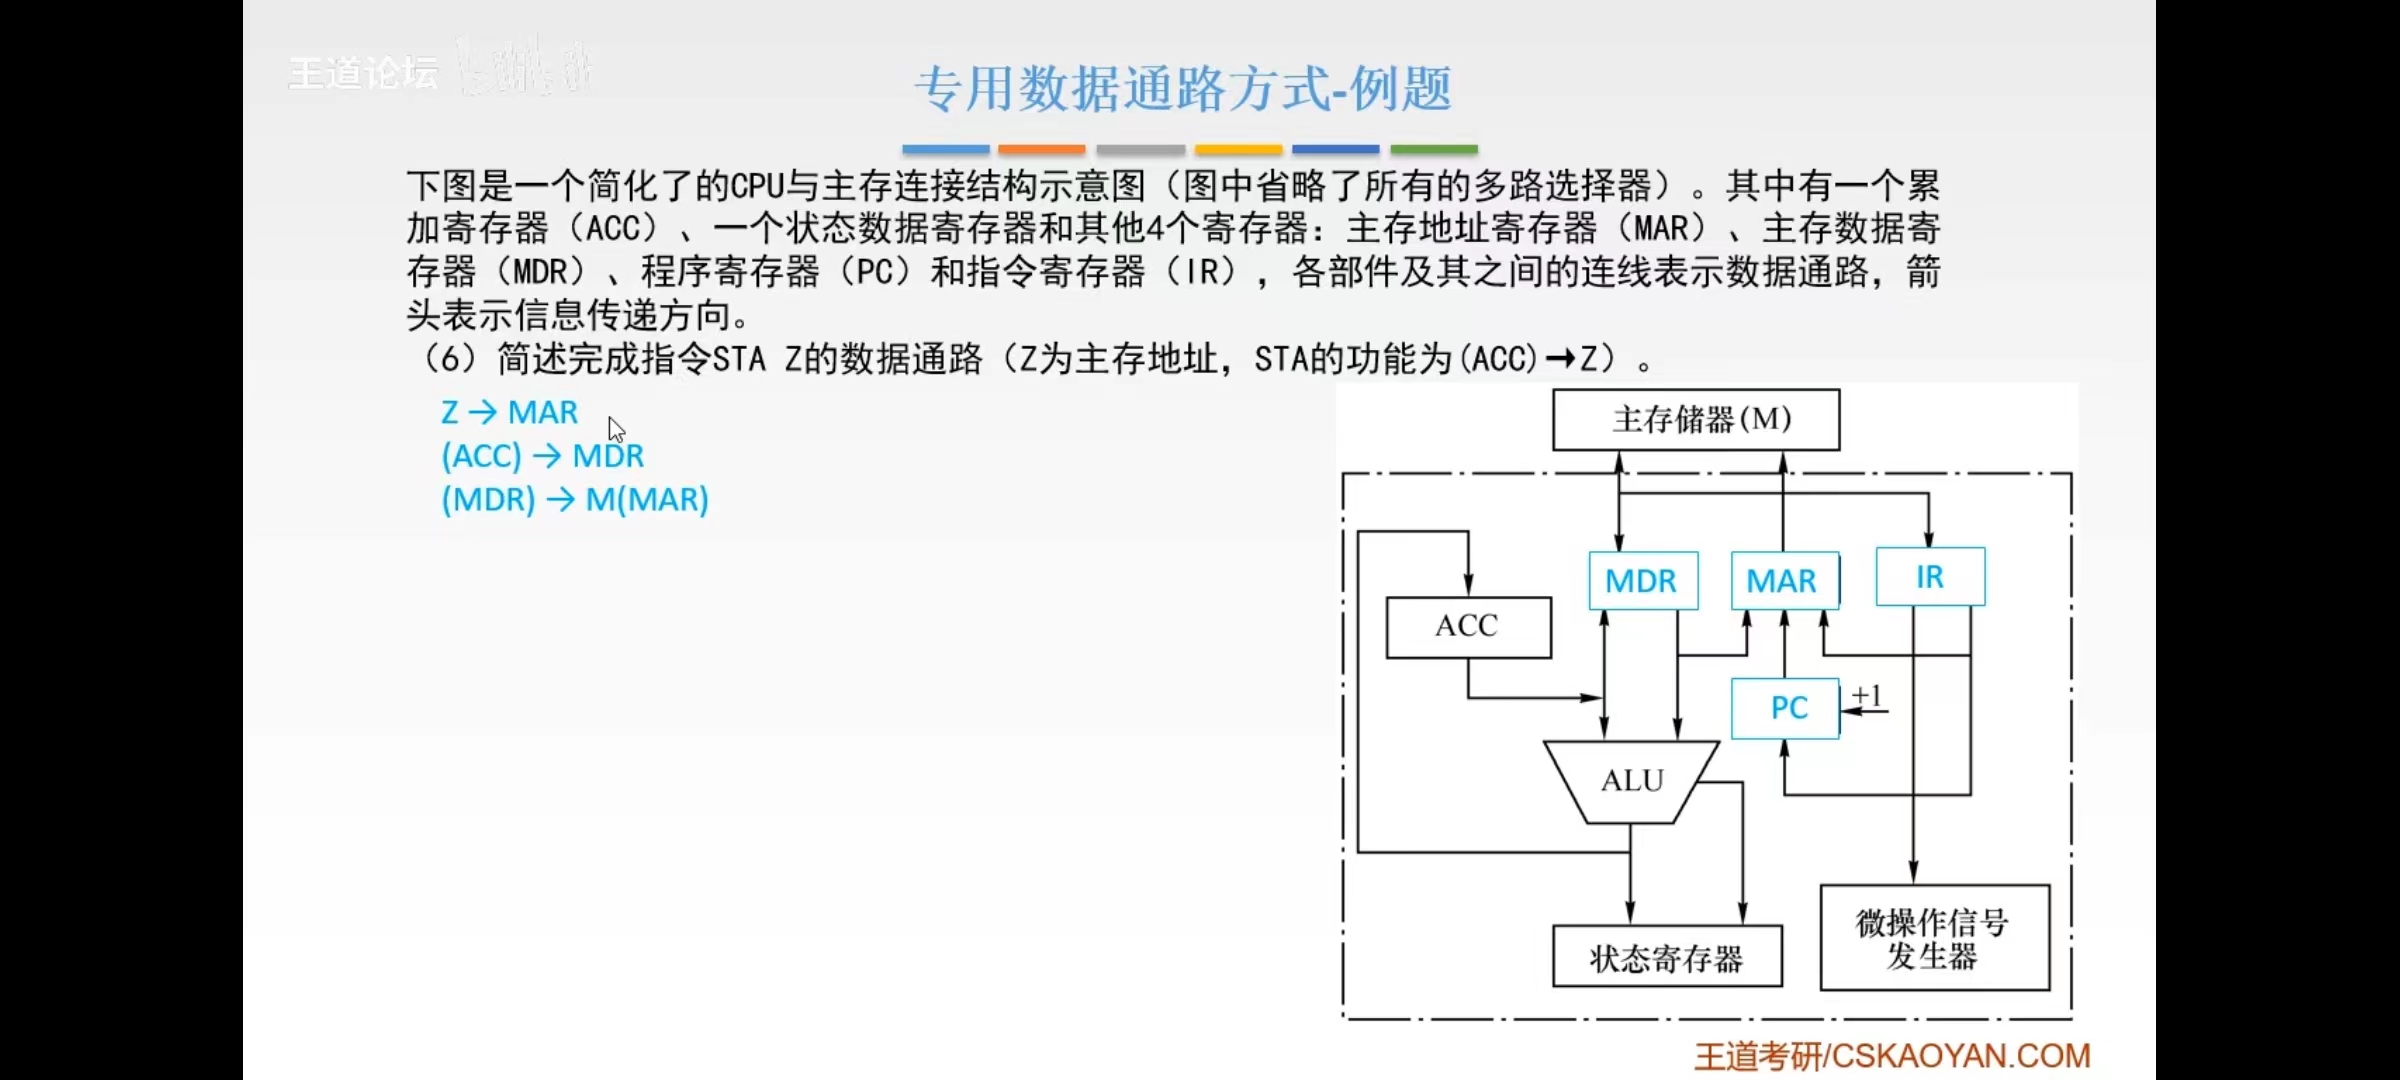 王道论坛 bilibili
专用数据通路方式-例题
下图是一个简化了的CPU与主存连接结构示意图（图中省略了所有的多路选择器）。其中有一个累
加寄存器（ACC）、一个状态数据寄存器和其他4个寄存器：主存地址寄存器（MAR）、主存数据寄
存器（MDR）、程序寄存器（PC）和指令寄存器（IR），各部件及其之间的连线表示数据通路，箭
头表示信息传递方向。
（6）简述完成指令STA Z的数据通路（Z为主存地址，STA的功能为(ACC)→Z）。
Z → MAR
(ACC) → MDR
(MDR) → M(MAR)
主存储器(M)
MDR
MAR
IR
ACC
PC
+1
ALU
微操作信号
发生器
状态寄存器
王道考研/CSKAOYAN.COM